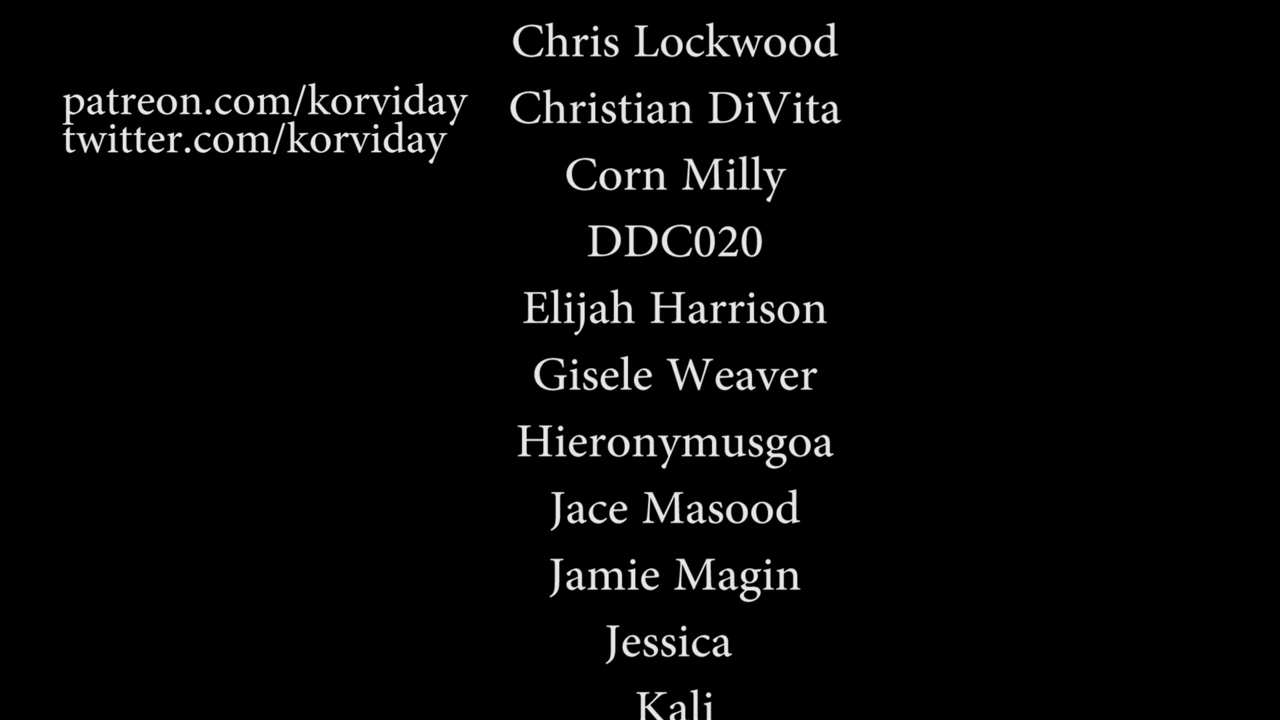 patreon.com/korviday
twitter.com/korviday
Chris Lockwood
Christian DiVita
Corn Milly
DDC020
Elijah Harrison
Gisele Weaver
Hieronymusgoa
Jace Masood
Jamie Magin
Jessica
Kali